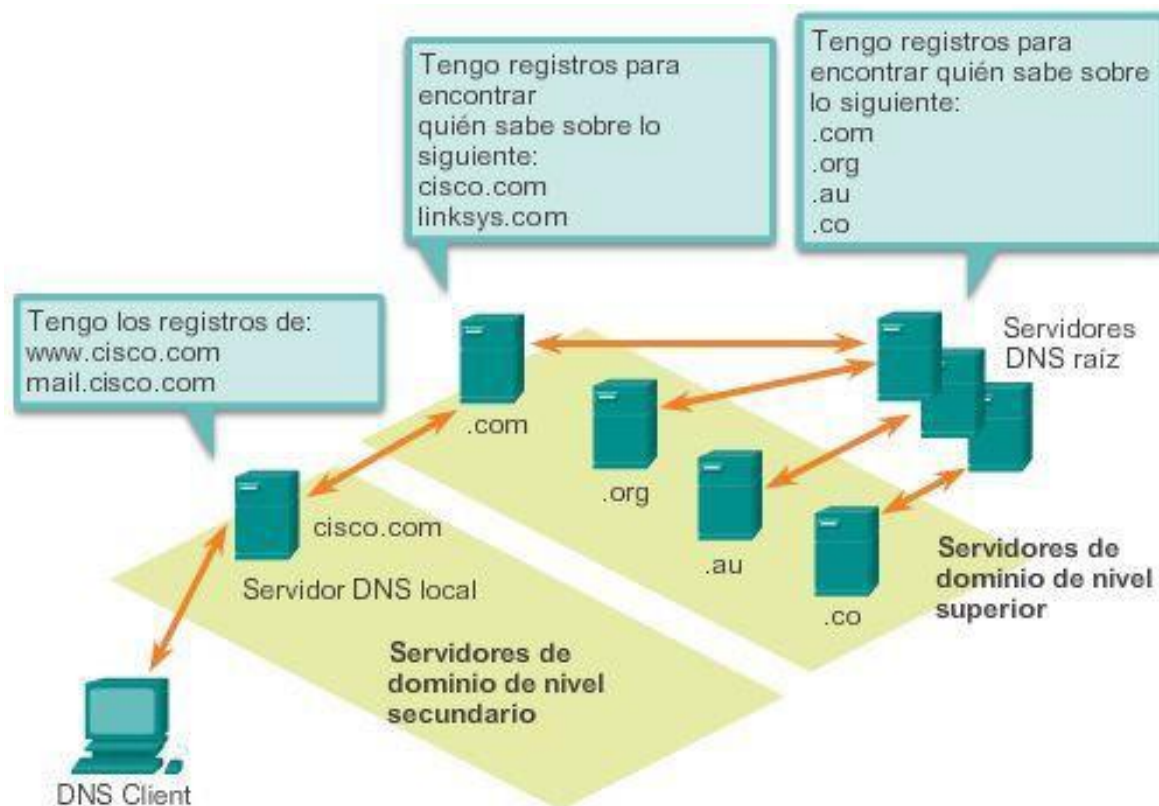 Tengo registros para
encontrar
quién sabe sobre lo
siguiente:
cisco.com
linksys.com
Tengo registros para
encontrar quién sabe sobre
lo siguiente:
.com
.org
.au
.co
Tengo los registros de:
www.cisco.com
mail.cisco.com
Servidores
DNS raíz
.com
.org
.au
.co
cisco.com
Servidor DNS local
Servidores de
dominio de nivel
superior
Servidores de
dominio de nivel
secundario
DNS Client